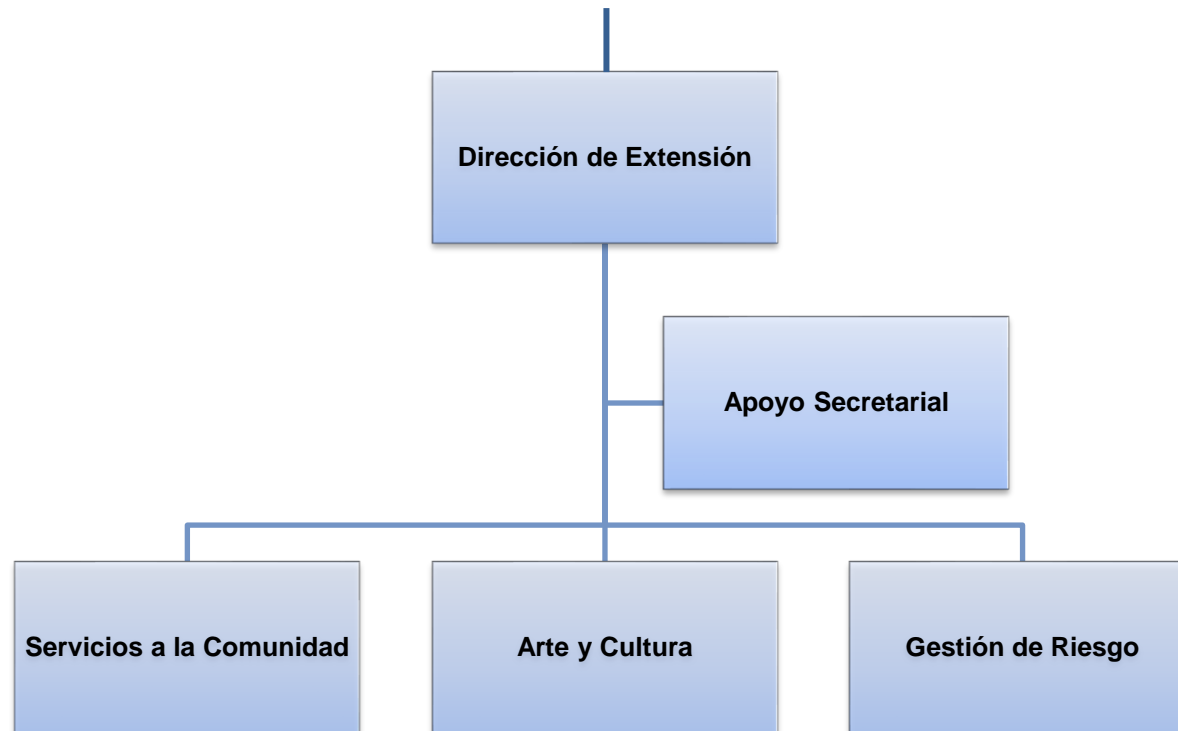 Dirección de Extensión
Apoyo Secretarial
Servicios a la Comunidad
Arte y Cultura
Gestión de Riesgo